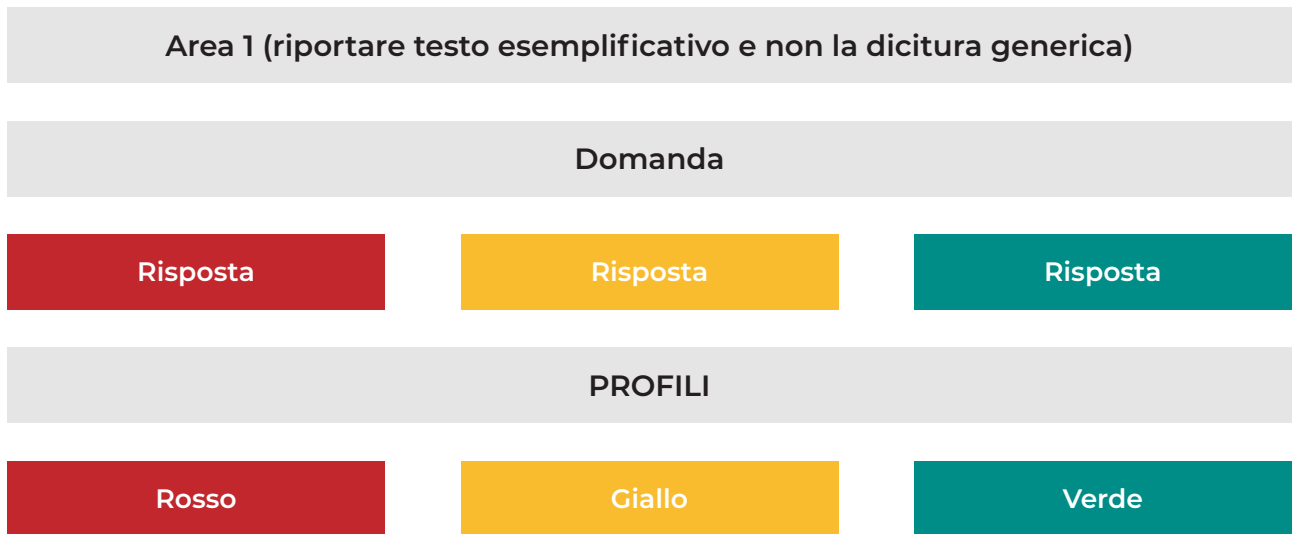 Area 1 (riportare testo esemplificativo e non la dicitura generica)
Domanda
Risposta
Risposta
Risposta
PROFILI
Rosso
Giallo
Verde